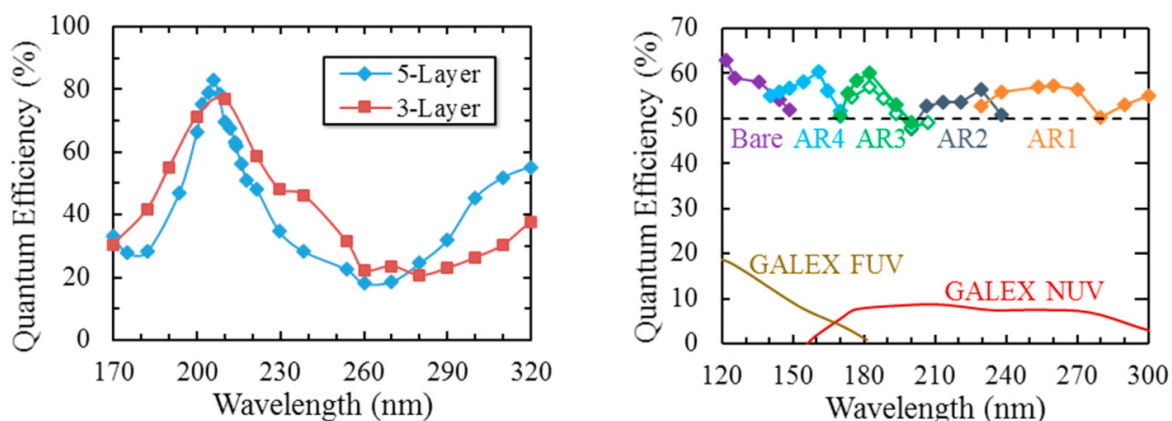 Quantum Efficiency (%)
100
80
60
40
20
0
5-Layer
3-Layer
170 200 230 260 290 320
Wavelength (nm)
Quantum Efficiency (%)
70
60
50
40
30
20
10
0
Bare AR4 AR3 AR2 AR1
GALEX FUV
GALEX NUV
120 150 180 210 240 270 300
Wavelength (nm)